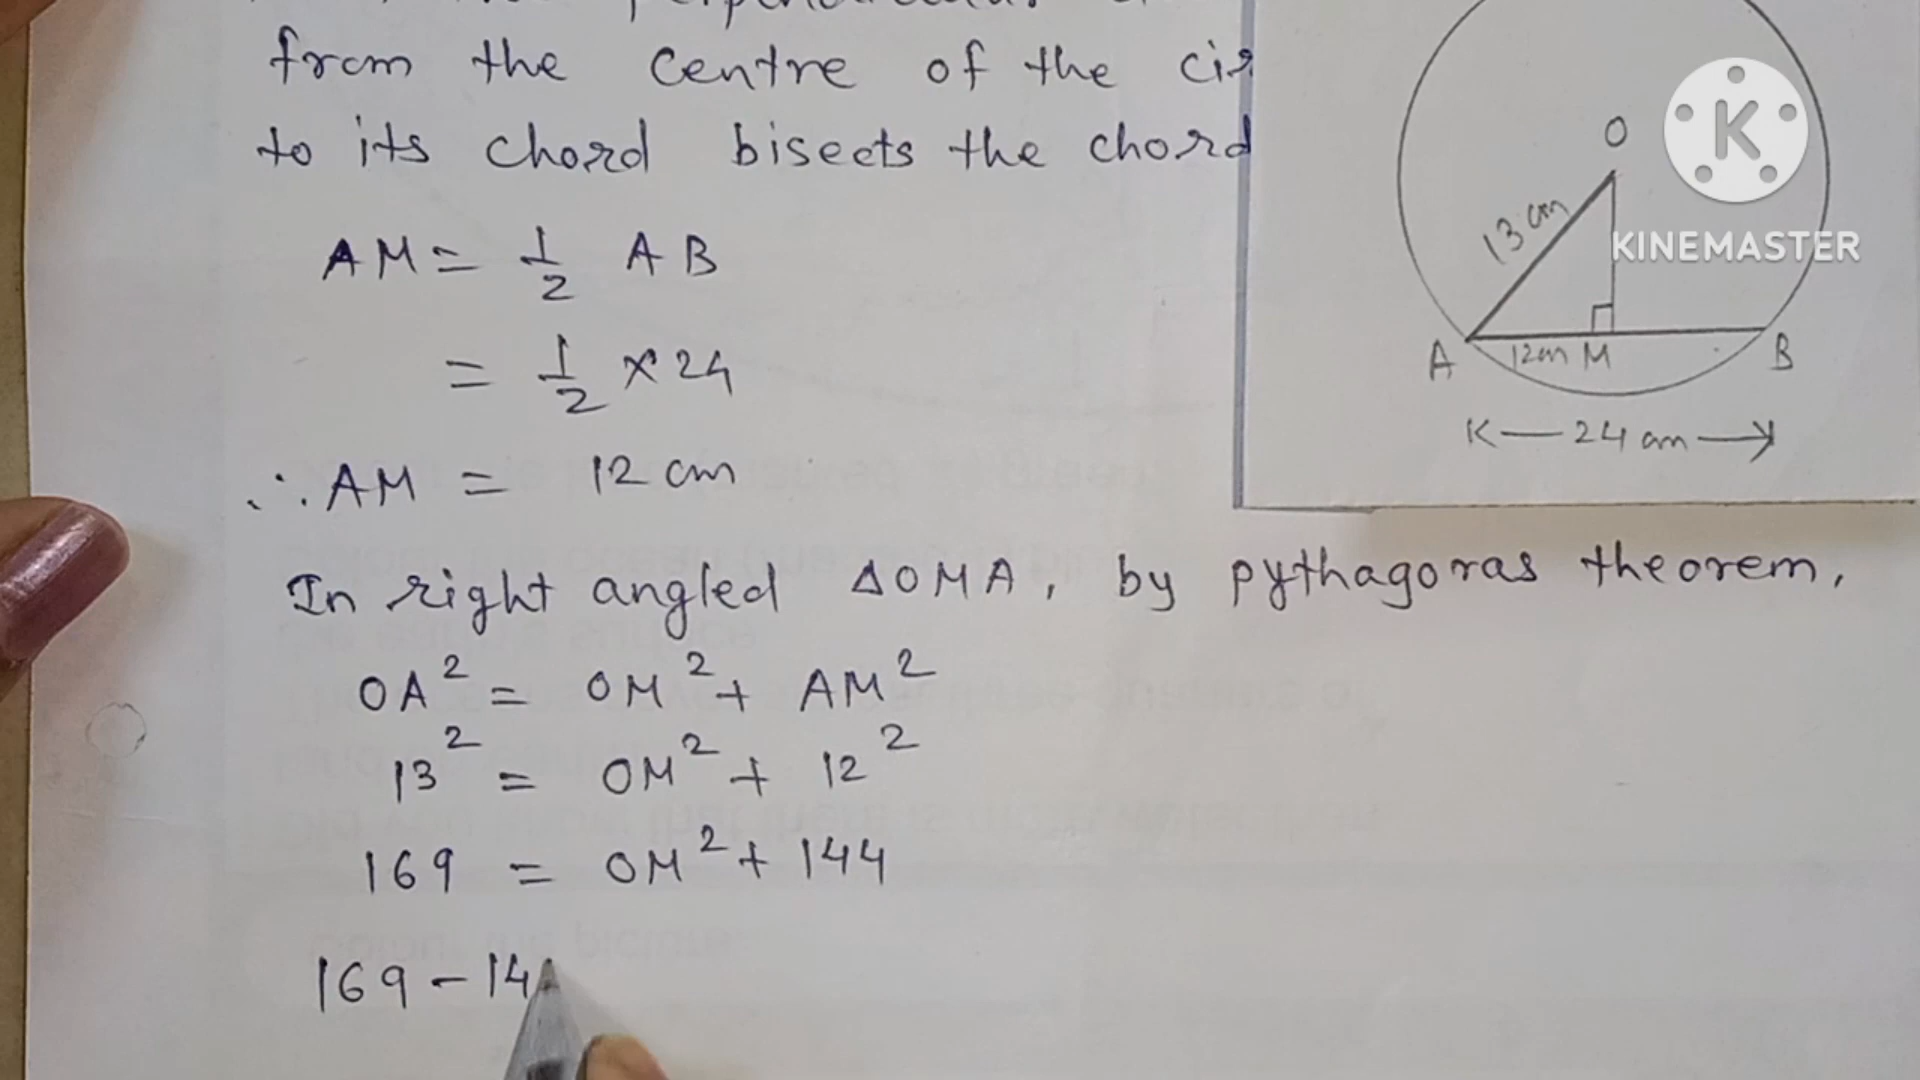 from the centre of the cir
to its chord bisects the chord
AM = 1/2 AB
= 1/2 × 24
∴ AM = 12 cm
In right angled ΔOMA, by pythagoras theorem,
OA² = OM² + AM²
13² = OM² + 12²
169 = OM² + 144
169 - 14
O
K
KINEMASTER
13 cm
A 12cm M B
24 cm